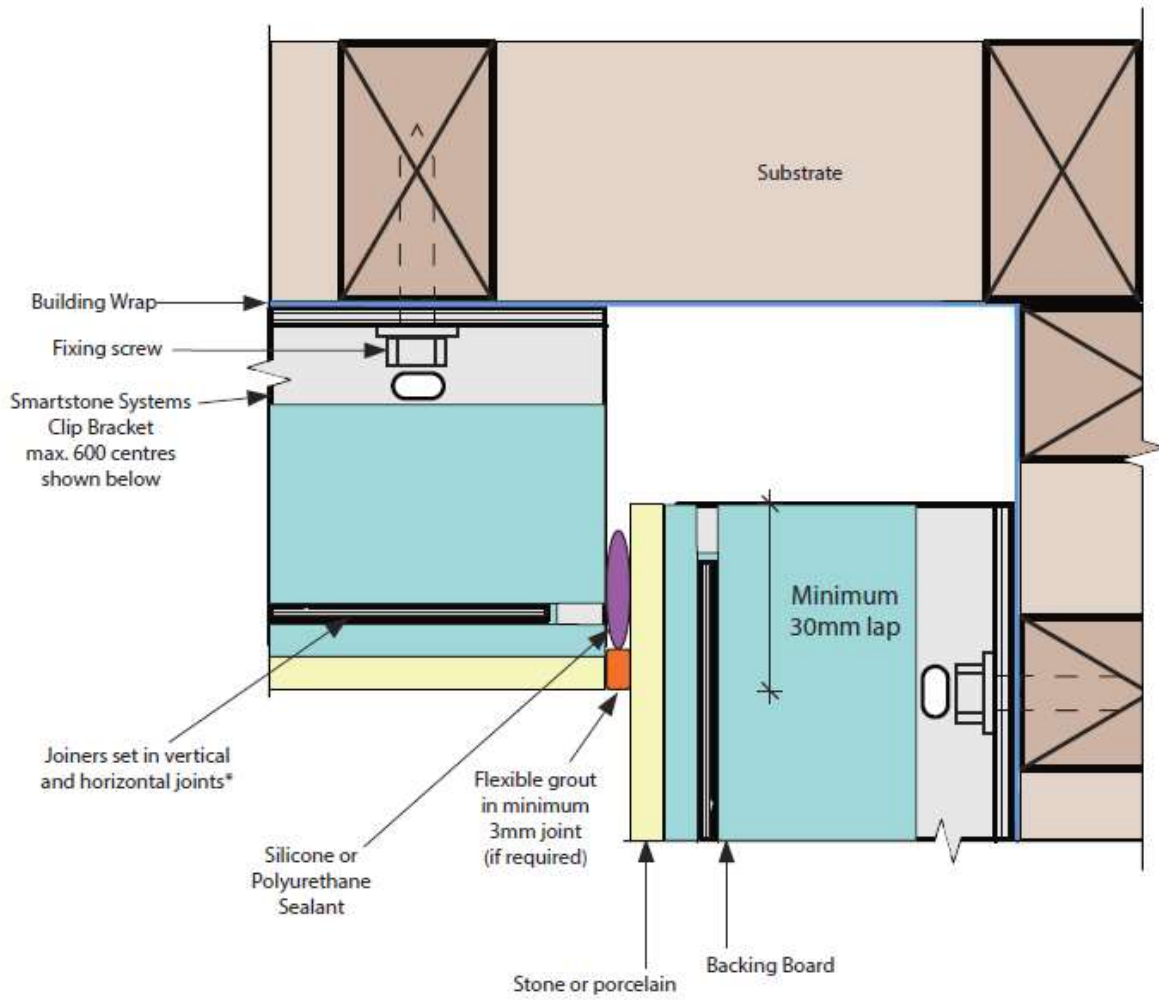 Substrate
Building Wrap
Fixing screw
Smartstone Systems
Clip Bracket
max. 600 centres
shown below
Minimum
30mm lap
Joiners set in vertical
and horizontal joints*
Flexible grout
in minimum
3mm joint
(if required)
Silicone or
Polyurethane
Sealant
Backing Board
Stone or porcelain